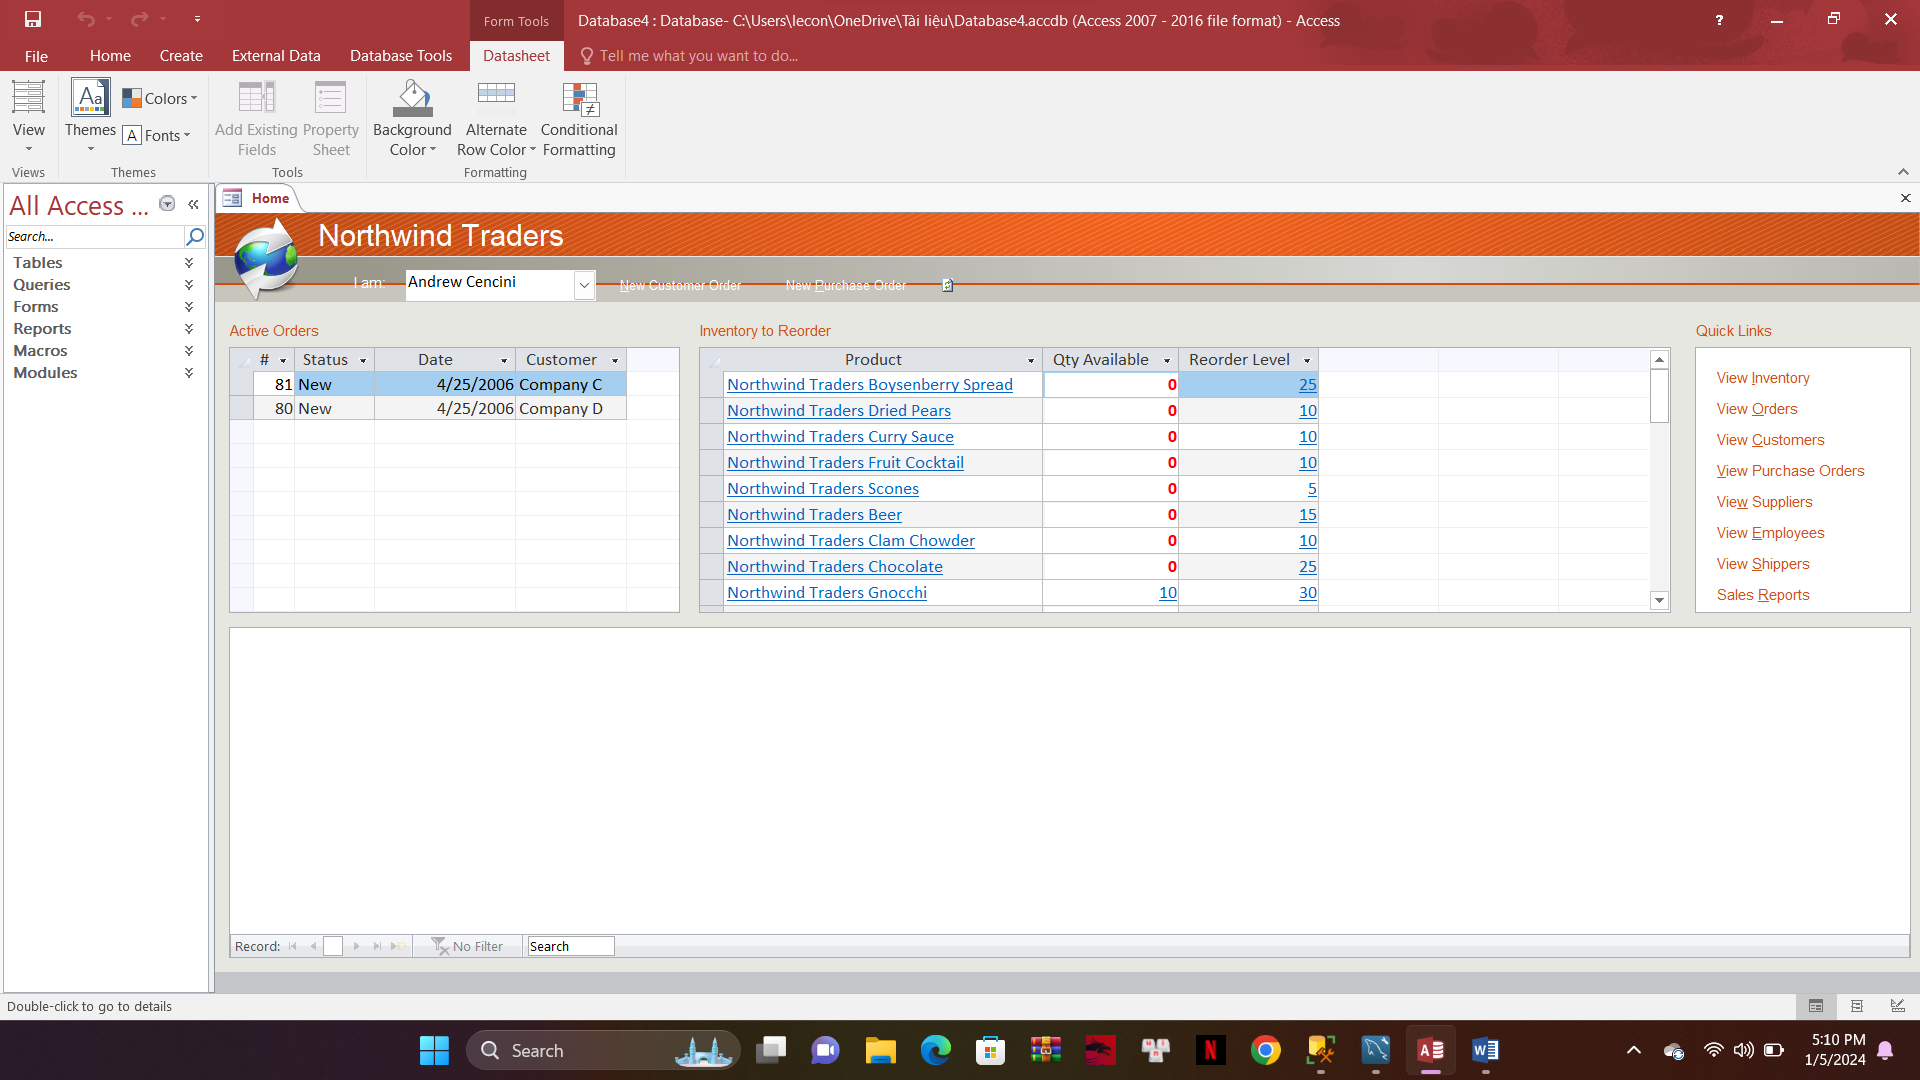 Form Tools
Database4 : Database- C:\Users\lecon\OneDrive\Tài liệu\Database4.accdb (Access 2007 - 2016 file format) - Access
?
File Home Create External Data Database Tools Datasheet Tell me what you want to do...
View
Themes
Aa
Colors
A Fonts
Add Existing Fields
Property Sheet
Background Color
Alternate Row Color
Conditional Formatting
Views Themes Tools Formatting
All Access ...
Search...
Tables
Queries
Forms
Reports
Macros
Modules
Home
Northwind Traders
I am: Andrew Cencini New Customer Order New Purchase Order
Active Orders
# Status Date Customer
81 New 4/25/2006 Company C
80 New 4/25/2006 Company D
Inventory to Reorder
Product Qty Available Reorder Level
Northwind Traders Boysenberry Spread 0 25
Northwind Traders Dried Pears 0 10
Northwind Traders Curry Sauce 0 10
Northwind Traders Fruit Cocktail 0 10
Northwind Traders Scones 0 5
Northwind Traders Beer 0 15
Northwind Traders Clam Chowder 0 10
Northwind Traders Chocolate 0 25
Northwind Traders Gnocchi 10 30
Quick Links
View Inventory
View Orders
View Customers
View Purchase Orders
View Suppliers
View Employees
View Shippers
Sales Reports
Record: No Filter Search
Double-click to go to details
Search
5:10 PM
1/5/2024